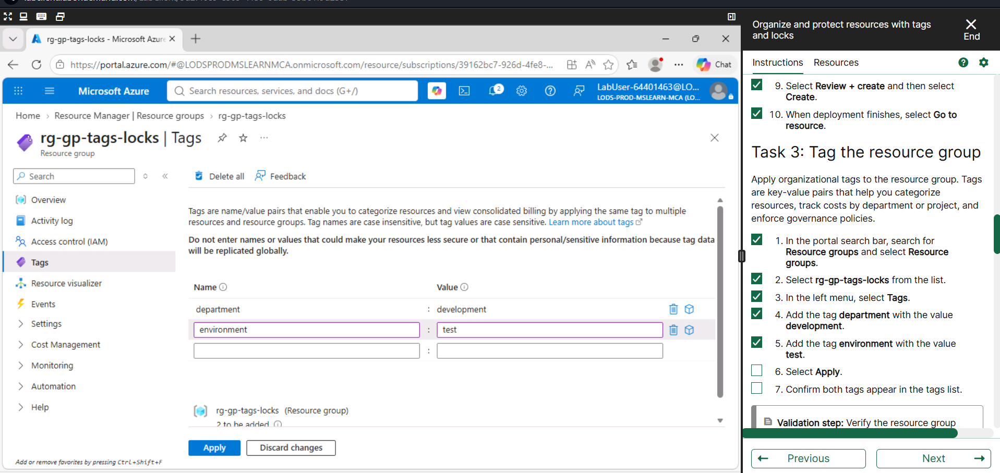 rg-gp-tags-locks - Microsoft Azure
https://portal.azure.com/#@LODSPRODMSLEARNMCA.onmicrosoft.com/resource/subscriptions/39162bc7-926d-4fe8-...
Chat
Microsoft Azure
Search resources, services, and docs (G+/)
2
LabUser-64401463@LO...
LODS-PROD-MSLEARN-MCA (LO...
Home > Resource Manager | Resource groups > rg-gp-tags-locks
rg-gp-tags-locks | Tags
Resource group
Search
Overview
Activity log
Access control (IAM)
Tags
Resource visualizer
Events
Settings
Cost Management
Monitoring
Automation
Help
Add or remove favorites by pressing Ctrl+Shift+F
Delete all
Feedback
Tags are name/value pairs that enable you to categorize resources and view consolidated billing by applying the same tag to multiple
resources and resource groups. Tag names are case insensitive, but tag values are case sensitive. Learn more about tags
Do not enter names or values that could make your resources less secure or that contain personal/sensitive information because tag data
will be replicated globally.
Name Value
department : development
environment : test
:
rg-gp-tags-locks (Resource group)
2 to be added
Apply
Discard changes
Organize and protect resources with tags
and locks
End
Instructions
Resources
9. Select Review + create and then select
Create.
10. When deployment finishes, select Go to
resource.
Task 3: Tag the resource group
Apply organizational tags to the resource group. Tags
are key-value pairs that help you categorize
resources, track costs by department or project, and
enforce governance policies.
1. In the portal search bar, search for
Resource groups and select Resource
groups.
2. Select rg-gp-tags-locks from the list.
3. In the left menu, select Tags.
4. Add the tag department with the value
development.
5. Add the tag environment with the value
test.
6. Select Apply.
7. Confirm both tags appear in the tags list.
Validation step: Verify the resource group
Previous
Next